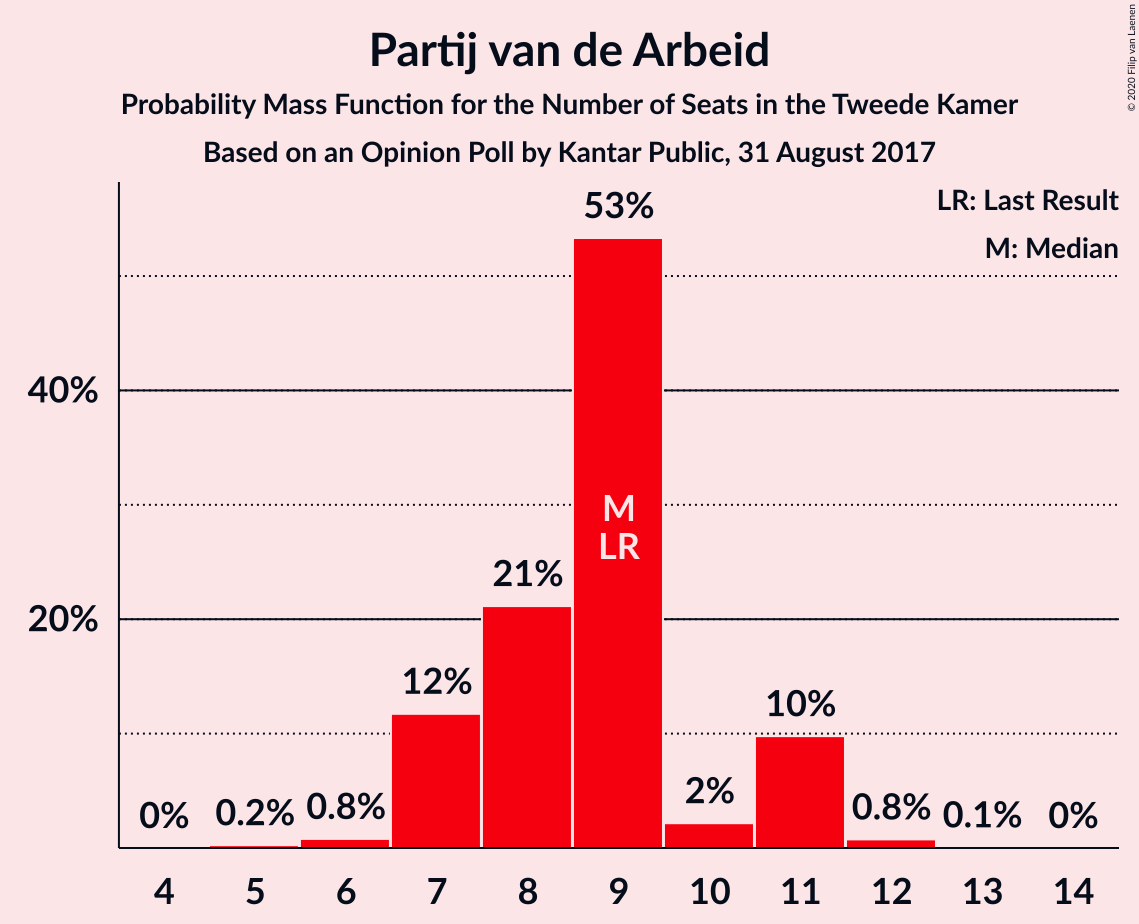 Partij van de Arbeid
Probability Mass Function for the Number of Seats in the Tweede Kamer
Based on an Opinion Poll by Kantar Public, 31 August 2017
© 2020 Filip van Laenen
LR: Last Result
M: Median
40%
20%
0%
0.2%
0.8%
12%
21%
53%
M
LR
2%
10%
0.8%
0.1%
0%
4 5 6 7 8 9 10 11 12 13 14